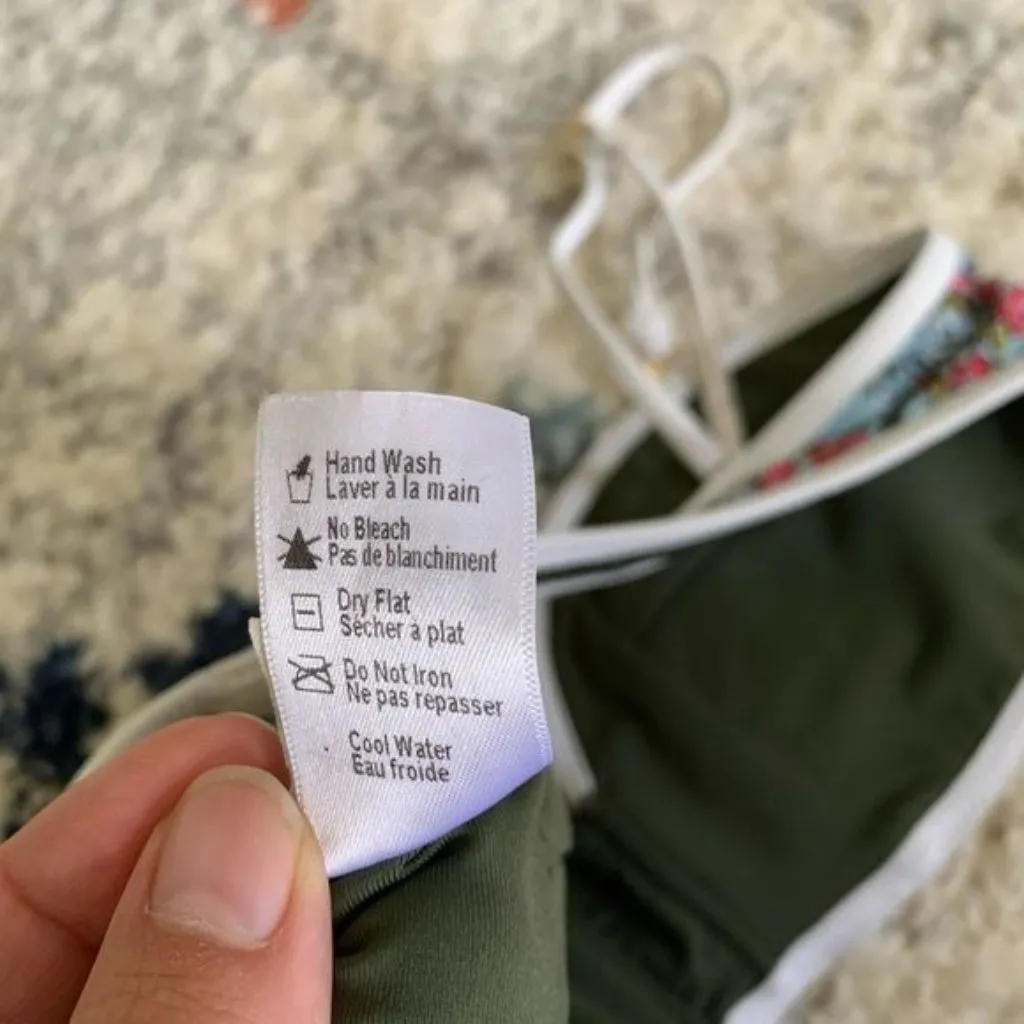 Hand Wash
Laver à la main
No Bleach
Pas de blanchiment
Dry Flat
Sécher à plat
Do Not Iron
Ne pas repasser
Cool Water
Eau froide